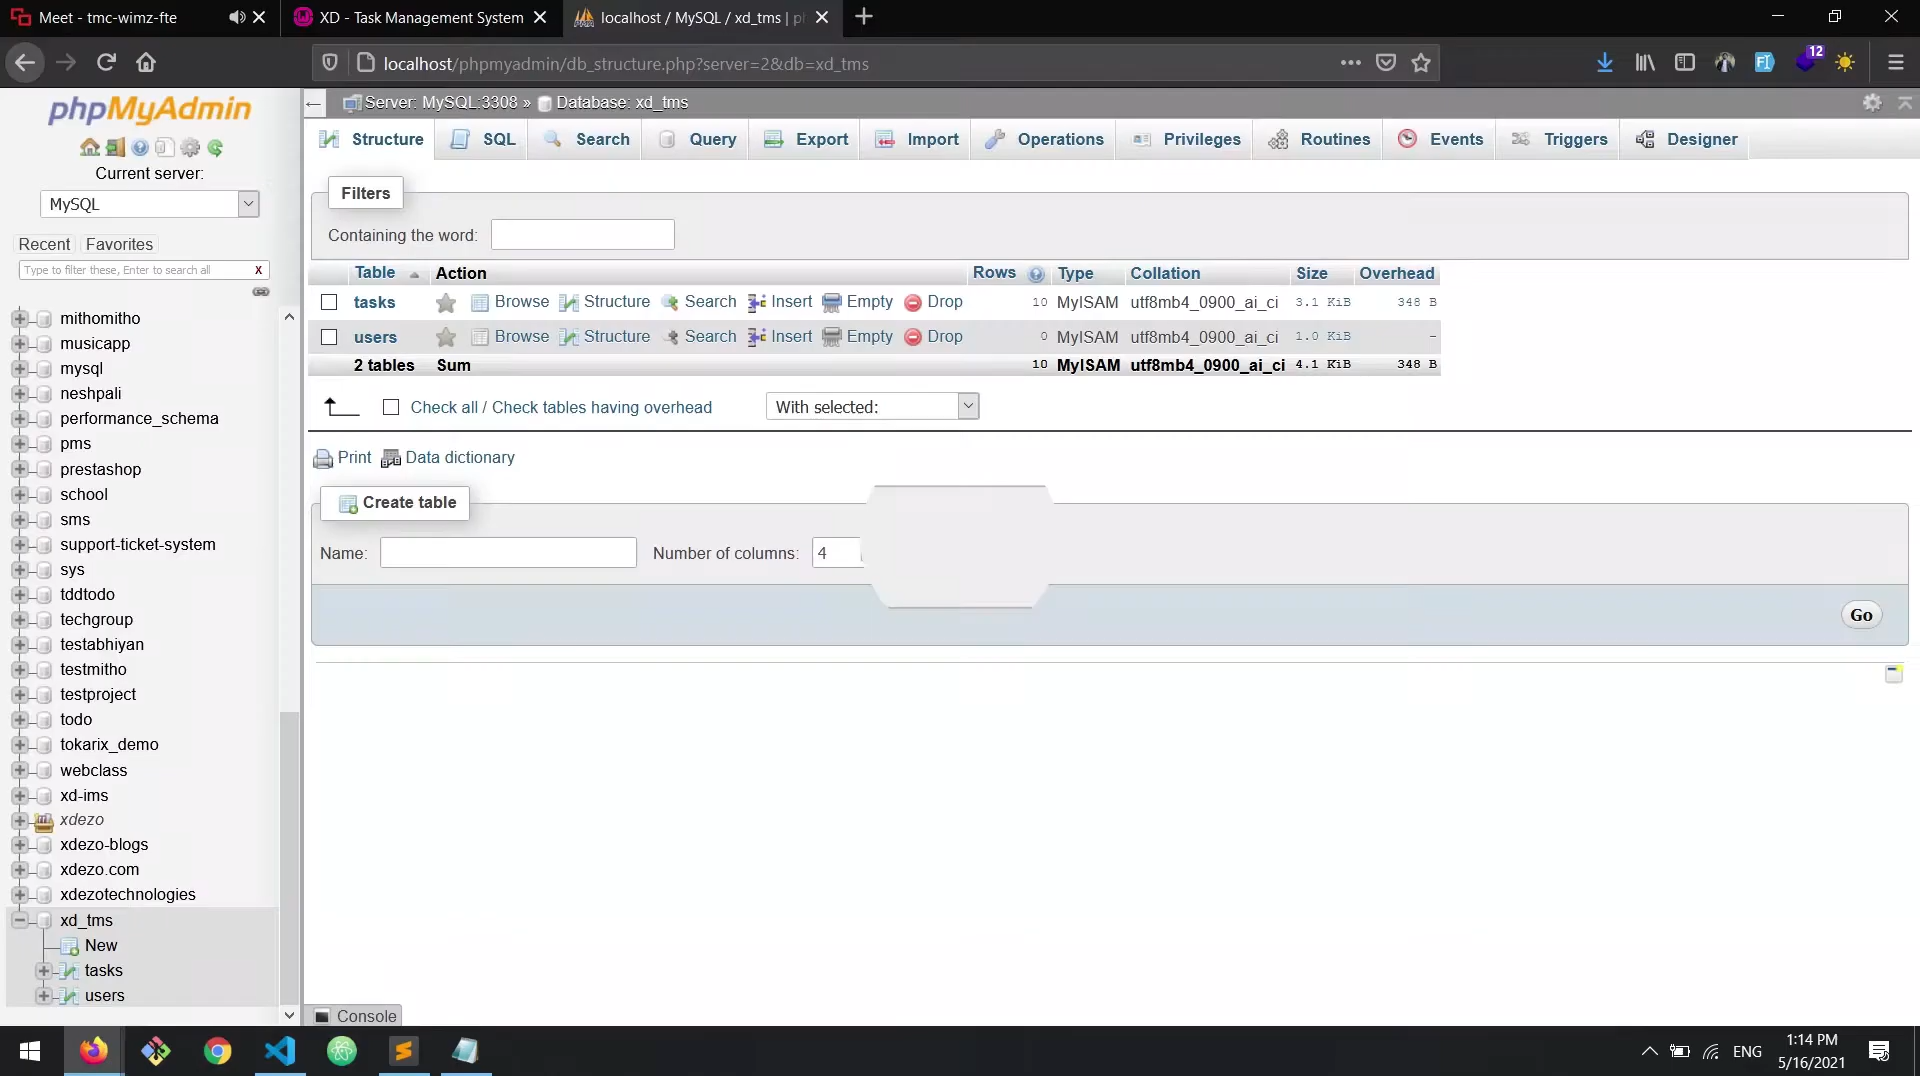 Meet - tmc-wimz-fte
XD - Task Management System
localhost / MySQL / xd_tms | p
localhost/phpmyadmin/db_structure.php?server=2&db=xd_tms
12
phpMyAdmin
Current server:
MySQL
Recent Favorites
Type to filter these, Enter to search all X
mithomitho
musicapp
mysql
neshpali
performance_schema
pms
prestashop
school
sms
support-ticket-system
sys
tddtodo
techgroup
testabhiyan
testmitho
testproject
todo
tokarix_demo
webclass
xd-ims
xdezo
xdezo-blogs
xdezo.com
xdezotechnologies
xd_tms
New
tasks
users
Server: MySQL:3308 » Database: xd_tms
Structure SQL Search Query Export Import Operations Privileges Routines Events Triggers Designer
Filters
Containing the word:
Table Action Rows Type Collation Size Overhead
tasks Browse Structure Search Insert Empty Drop 10 MyISAM utf8mb4_0900_ai_ci 3.1 KiB 348 B
users Browse Structure Search Insert Empty Drop 0 MyISAM utf8mb4_0900_ai_ci 1.0 KiB -
2 tables Sum 10 MyISAM utf8mb4_0900_ai_ci 4.1 KiB 348 B
Check all / Check tables having overhead With selected:
Print Data dictionary
Create table
Name: Number of columns: 4
Go
Console
ENG
1:14 PM
5/16/2021